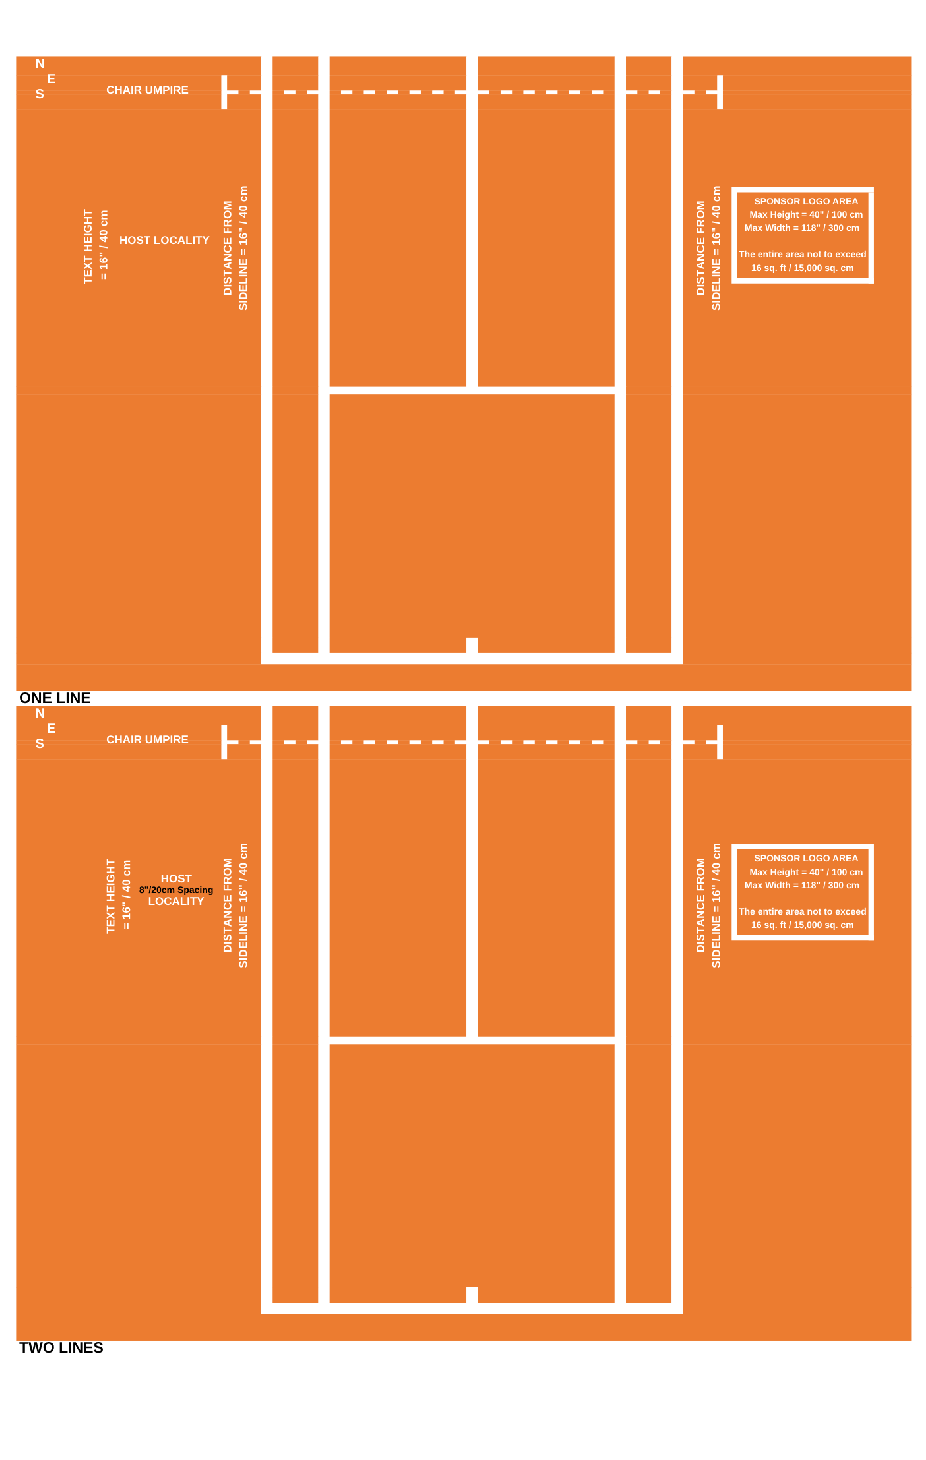 N
E
S
CHAIR UMPIRE
TEXT HEIGHT
= 16" / 40 cm
HOST LOCALITY
DISTANCE FROM
SIDELINE = 16" / 40 cm
DISTANCE FROM
SIDELINE = 16" / 40 cm
SPONSOR LOGO AREA
Max Height = 40" / 100 cm
Max Width = 118" / 300 cm
The entire area not to exceed
16 sq. ft / 15,000 sq. cm
ONE LINE
N
E
S
CHAIR UMPIRE
TEXT HEIGHT
= 16" / 40 cm
HOST
8"/20cm Spacing
LOCALITY
DISTANCE FROM
SIDELINE = 16" / 40 cm
DISTANCE FROM
SIDELINE = 16" / 40 cm
SPONSOR LOGO AREA
Max Height = 40" / 100 cm
Max Width = 118" / 300 cm
The entire area not to exceed
16 sq. ft / 15,000 sq. cm
TWO LINES